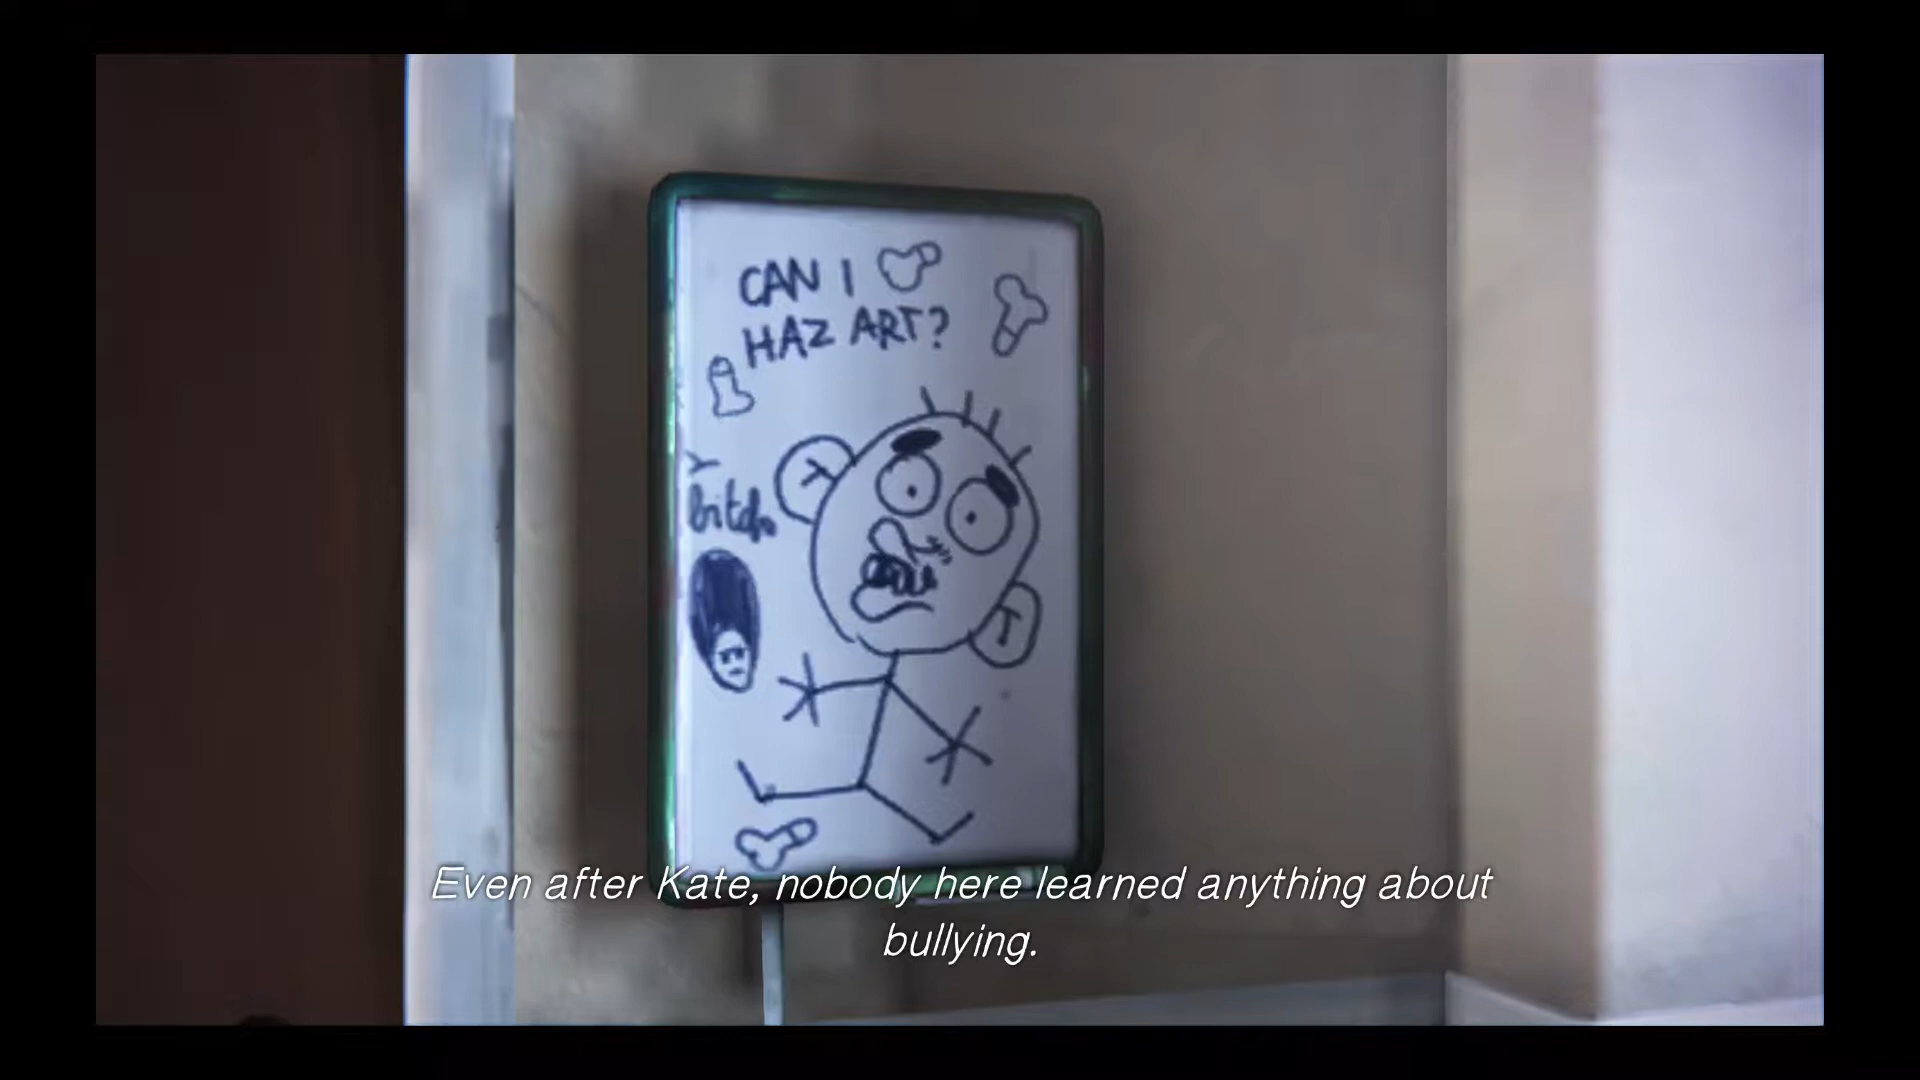 CAN I
HAZ ART?
Y
bitch
Even after Kate, nobody here learned anything about
bullying.